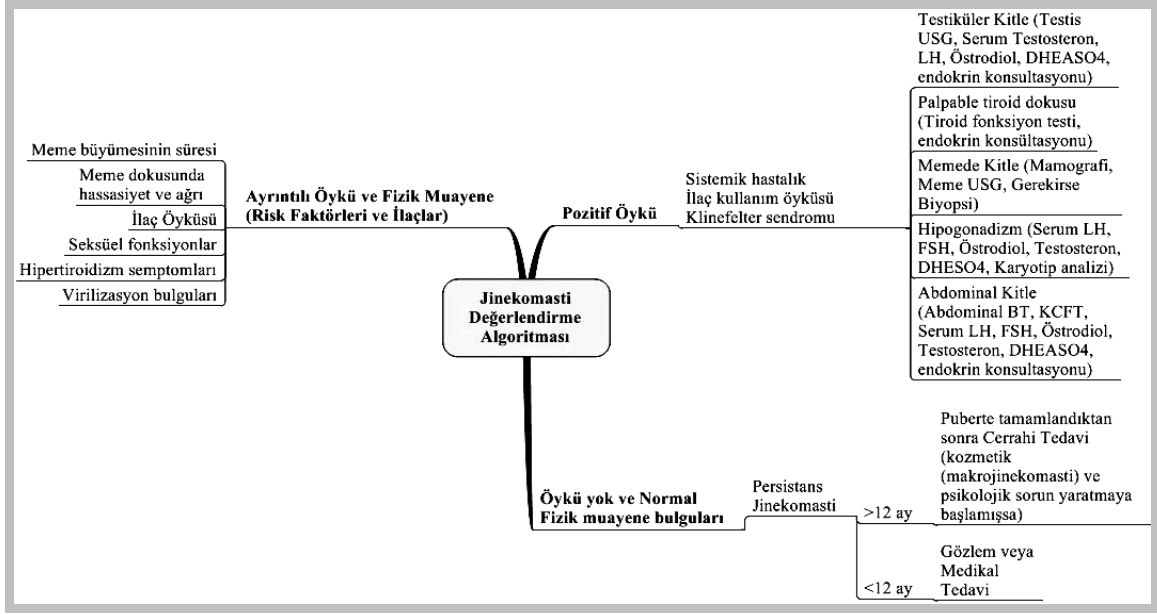 Meme büyümesinin süresi
Meme dokusunda
hassasiyet ve ağrı
İlaç Öyküsü
Seksüel fonksiyonlar
Hipertiroidizm semptomları
Virilizasyon bulguları
Ayrıntılı Öykü ve Fizik Muayene
(Risk Faktörleri ve İlaçlar)
Jinekomasti
Değerlendirme
Algoritması
Pozitif Öykü
Sistemik hastalık
İlaç kullanım öyküsü
Klinefelter sendromu
Testiküler Kitle (Testis
USG, Serum Testosteron,
LH, Östrodiol, DHEASO4,
endokrin konsultasyonu)
Palpable tiroid dokusu
(Tiroid fonksiyon testi,
endokrin konsültasyonu)
Memede Kitle (Mamografi,
Meme USG, Gerekirse
Biyopsi)
Hipogonadizm (Serum LH,
FSH, Östrodiol, Testosteron,
DHESO4, Karyotip analizi)
Abdominal Kitle
(Abdominal BT, KCFT,
Serum LH, FSH, Östrodiol,
Testosteron, DHEASO4,
endokrin konsultasyonu)
Öykü yok ve Normal
Fizik muayene bulguları
Persistans
Jinekomasti
>12 ay
Puberte tamamlandıktan
sonra Cerrahi Tedavi
(kozmetik
(makrojinekomasti) ve
psikolojik sorun yaratmaya
başlamışsa)
<12 ay
Gözlem veya
Medikal
Tedavi